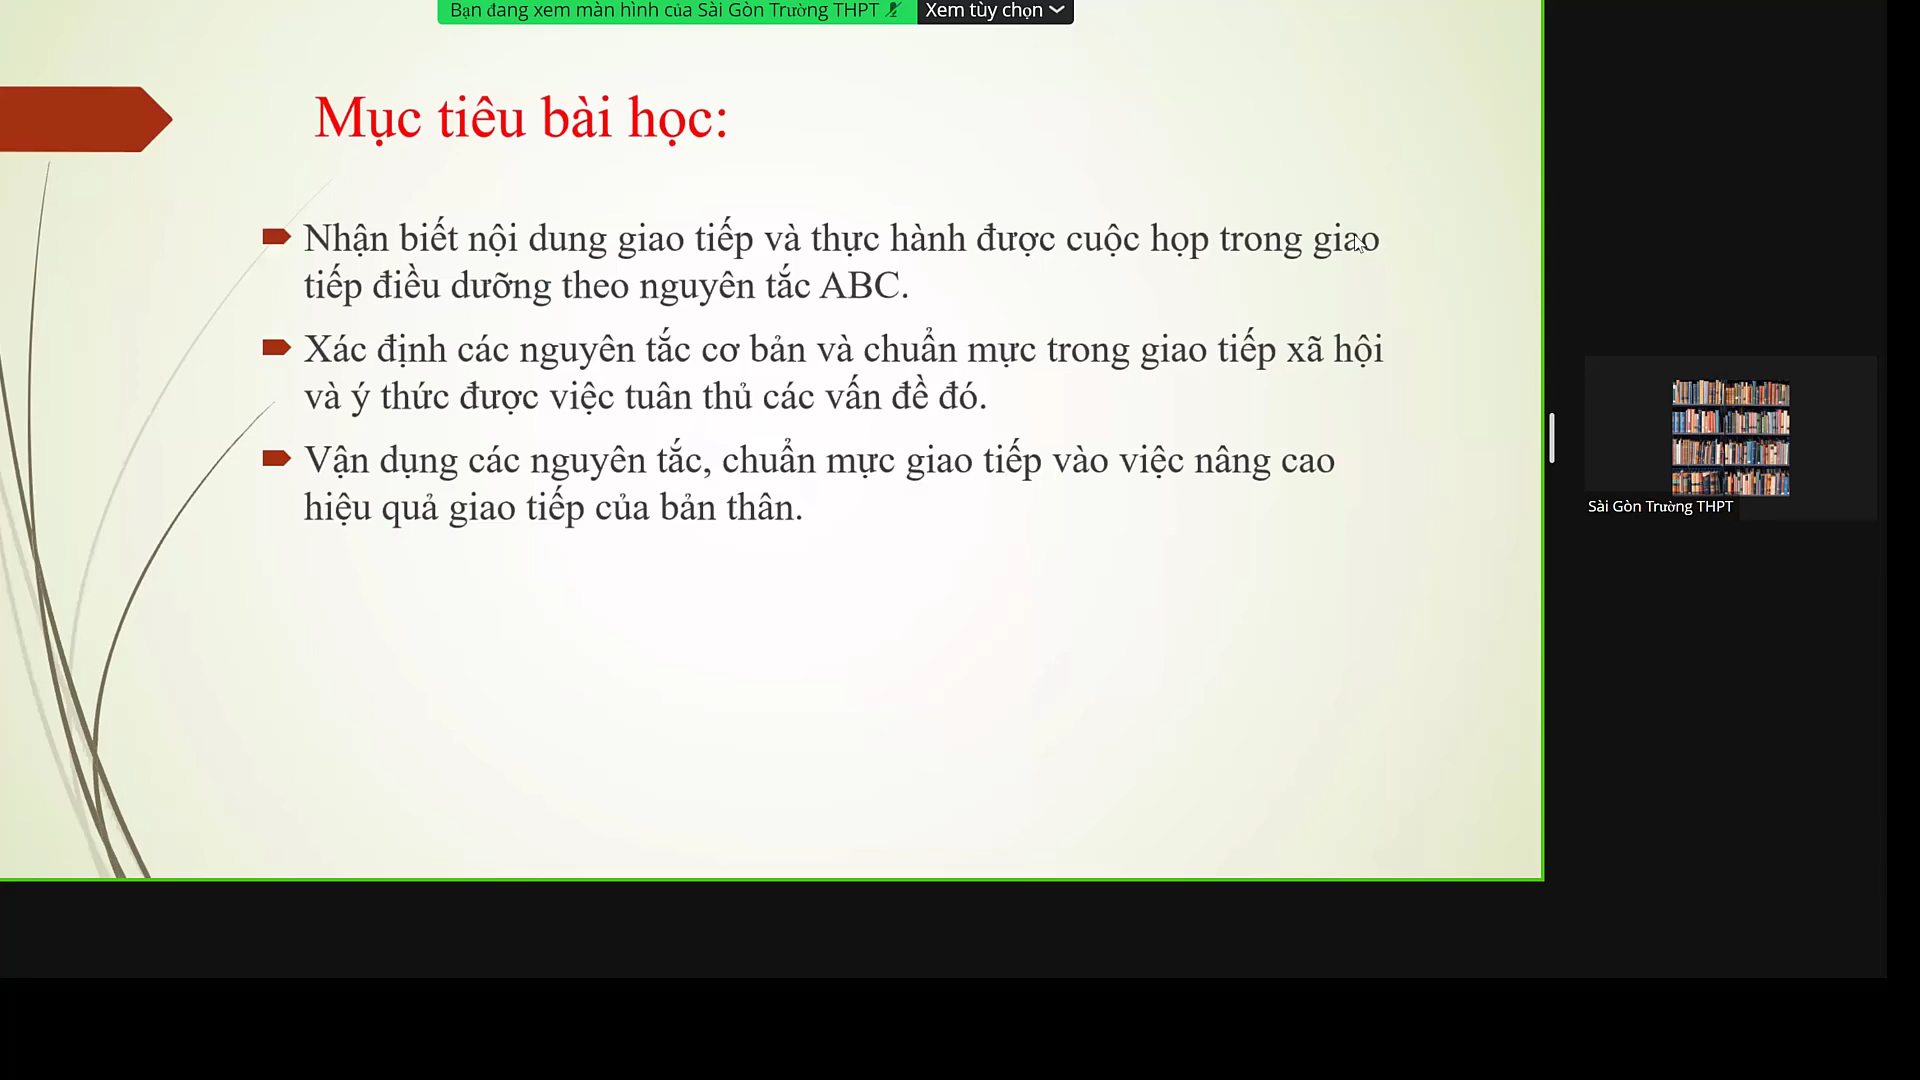 Bạn đang xem màn hình của Sài Gòn Trường THPT
Xem tùy chọn
Mục tiêu bài học:
Nhận biết nội dung giao tiếp và thực hành được cuộc họp trong giao
tiếp điều dưỡng theo nguyên tắc ABC.
Xác định các nguyên tắc cơ bản và chuẩn mực trong giao tiếp xã hội
và ý thức được việc tuân thủ các vấn đề đó.
Vận dụng các nguyên tắc, chuẩn mực giao tiếp vào việc nâng cao
hiệu quả giao tiếp của bản thân.
Sài Gòn Trường THPT